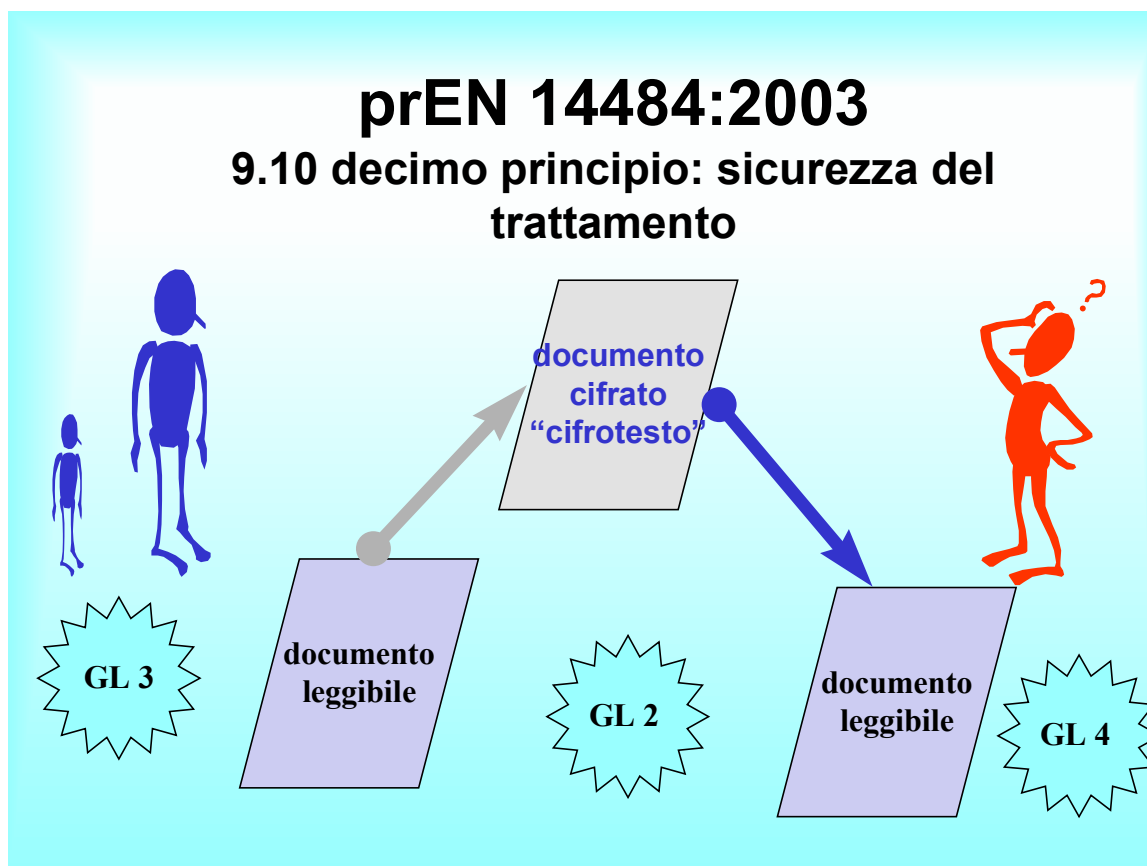 prEN 14484:2003
9.10 decimo principio: sicurezza del
trattamento
?
documento
cifrato
“cifrotesto”
documento
leggibile
documento
leggibile
GL 3
GL 2
GL 4